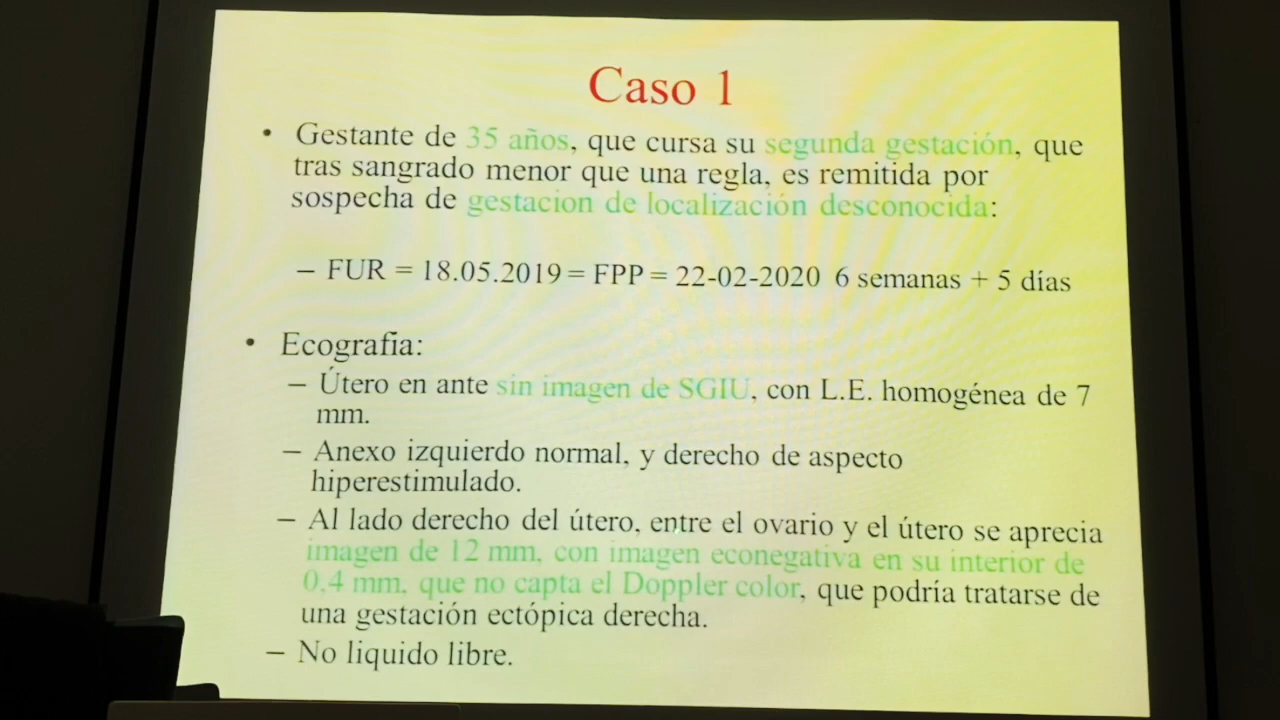 Caso 1
• Gestante de 35 años, que cursa su segunda gestación, que
tras sangrado menor que una regla, es remitida por
sospecha de gestacion de localización desconocida:
– FUR = 18.05.2019 = FPP = 22-02-2020 6 semanas + 5 días
• Ecografía:
– Útero en ante sin imagen de SGIU, con L.E. homogénea de 7
mm.
– Anexo izquierdo normal, y derecho de aspecto
hiperestimulado.
– Al lado derecho del útero, entre el ovario y el útero se aprecia
imagen de 12 mm, con imagen econegativa en su interior de
0,4 mm, que no capta el Doppler color, que podría tratarse de
una gestación ectópica derecha.
– No liquido libre.